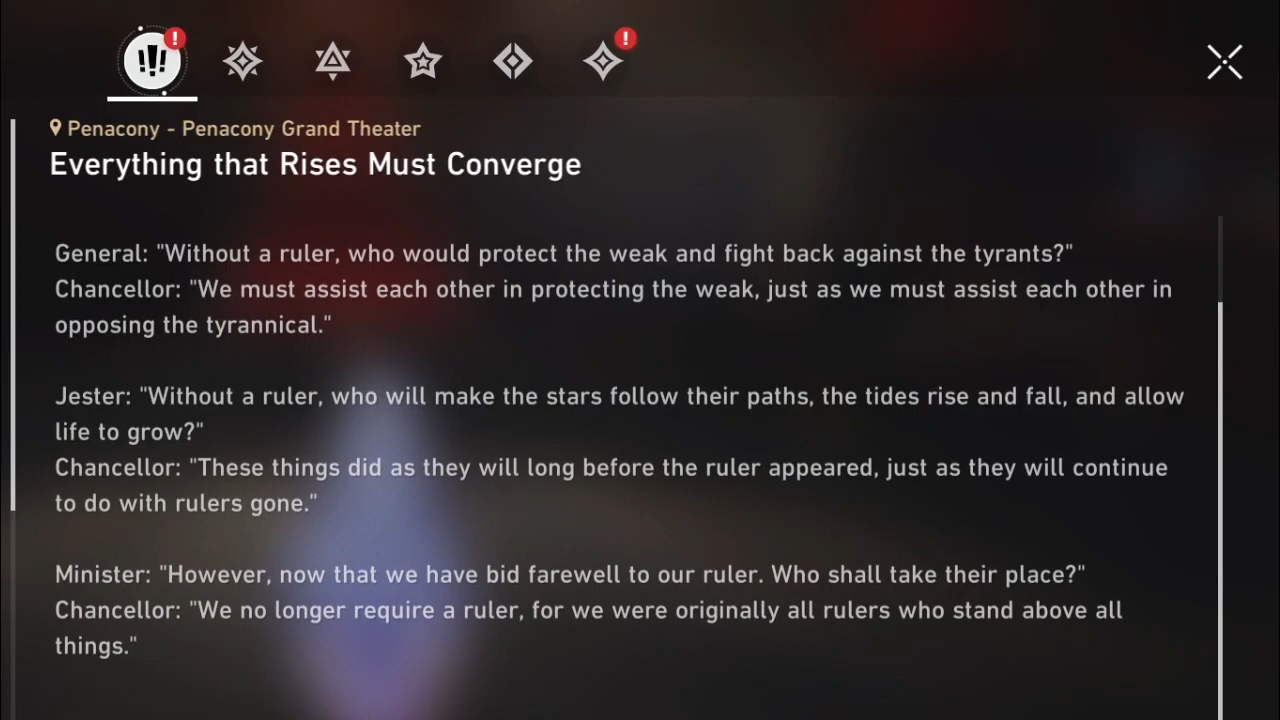 Penacony - Penacony Grand Theater
Everything that Rises Must Converge
General: "Without a ruler, who would protect the weak and fight back against the tyrants?"
Chancellor: "We must assist each other in protecting the weak, just as we must assist each other in
opposing the tyrannical."
Jester: "Without a ruler, who will make the stars follow their paths, the tides rise and fall, and allow
life to grow?"
Chancellor: "These things did as they will long before the ruler appeared, just as they will continue
to do with rulers gone."
Minister: "However, now that we have bid farewell to our ruler. Who shall take their place?"
Chancellor: "We no longer require a ruler, for we were originally all rulers who stand above all
things."